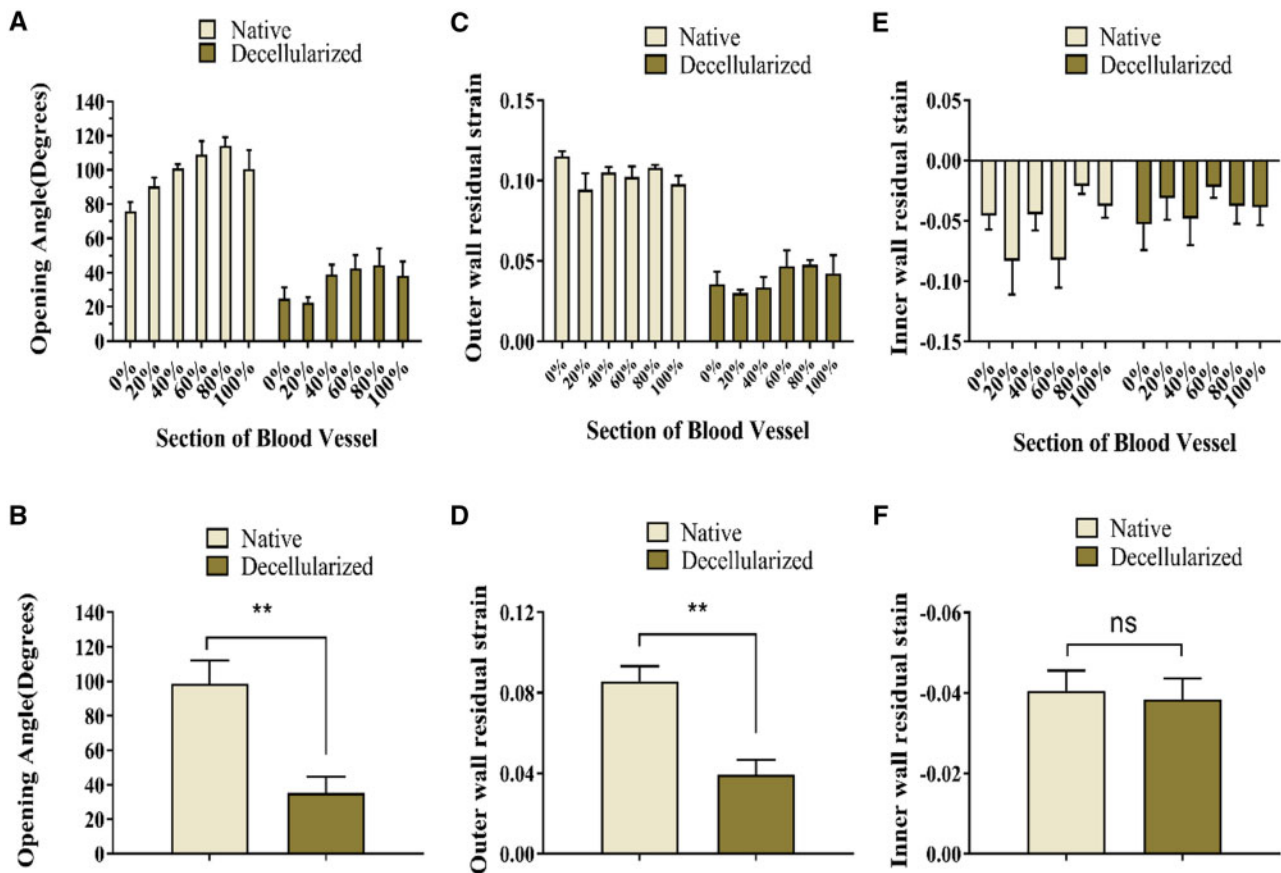 A
Native
Decellularized
Opening Angle(Degrees)
140
120
100
80
60
40
20
0
0%
20%
40%
60%
80%
100%
0%
20%
40%
60%
80%
100%
Section of Blood Vessel
C
Native
Decellularized
Outer wall residual strain
0.15
0.10
0.05
0.00
0%
20%
40%
60%
80%
100%
0%
20%
40%
60%
80%
100%
Section of Blood Vessel
E
Native
Decellularized
Inner wall residual stain
0.05
0.00
-0.05
-0.10
-0.15
0%
20%
40%
60%
80%
100%
0%
20%
40%
60%
80%
100%
Section of Blood Vessel
B
Native
Decellularized
Opening Angle(Degrees)
140
120
100
80
60
40
20
0
**
D
Native
Decellularized
Outer wall residual strain
0.12
0.08
0.04
0.00
**
F
Native
Decellularized
Inner wall residual stain
-0.06
-0.04
-0.02
0.00
ns